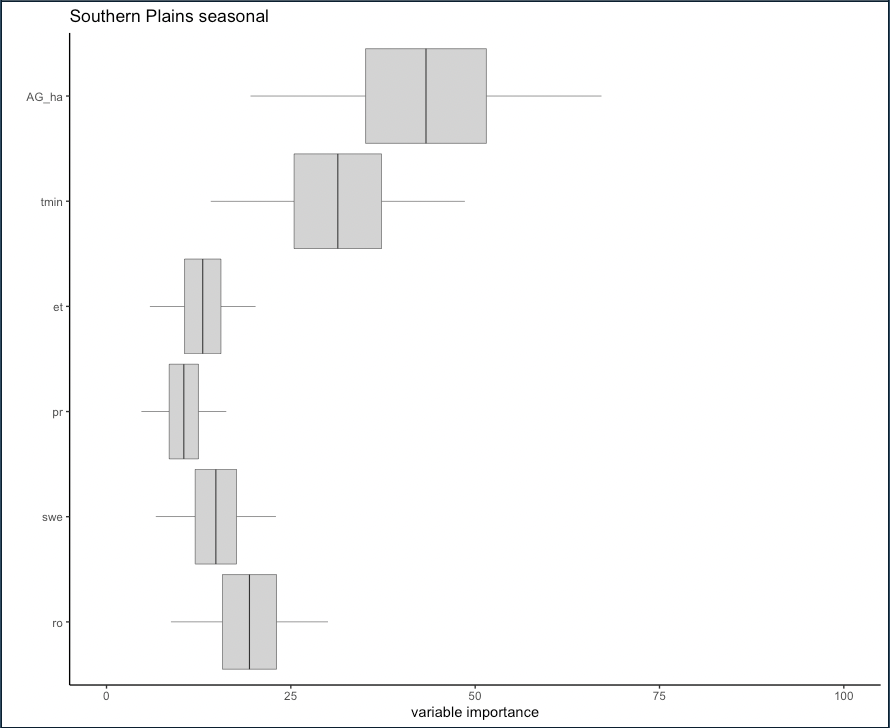 Southern Plains seasonal
AG_ha
tmin
et
pr
swe
ro
0 25 50 75 100
variable importance